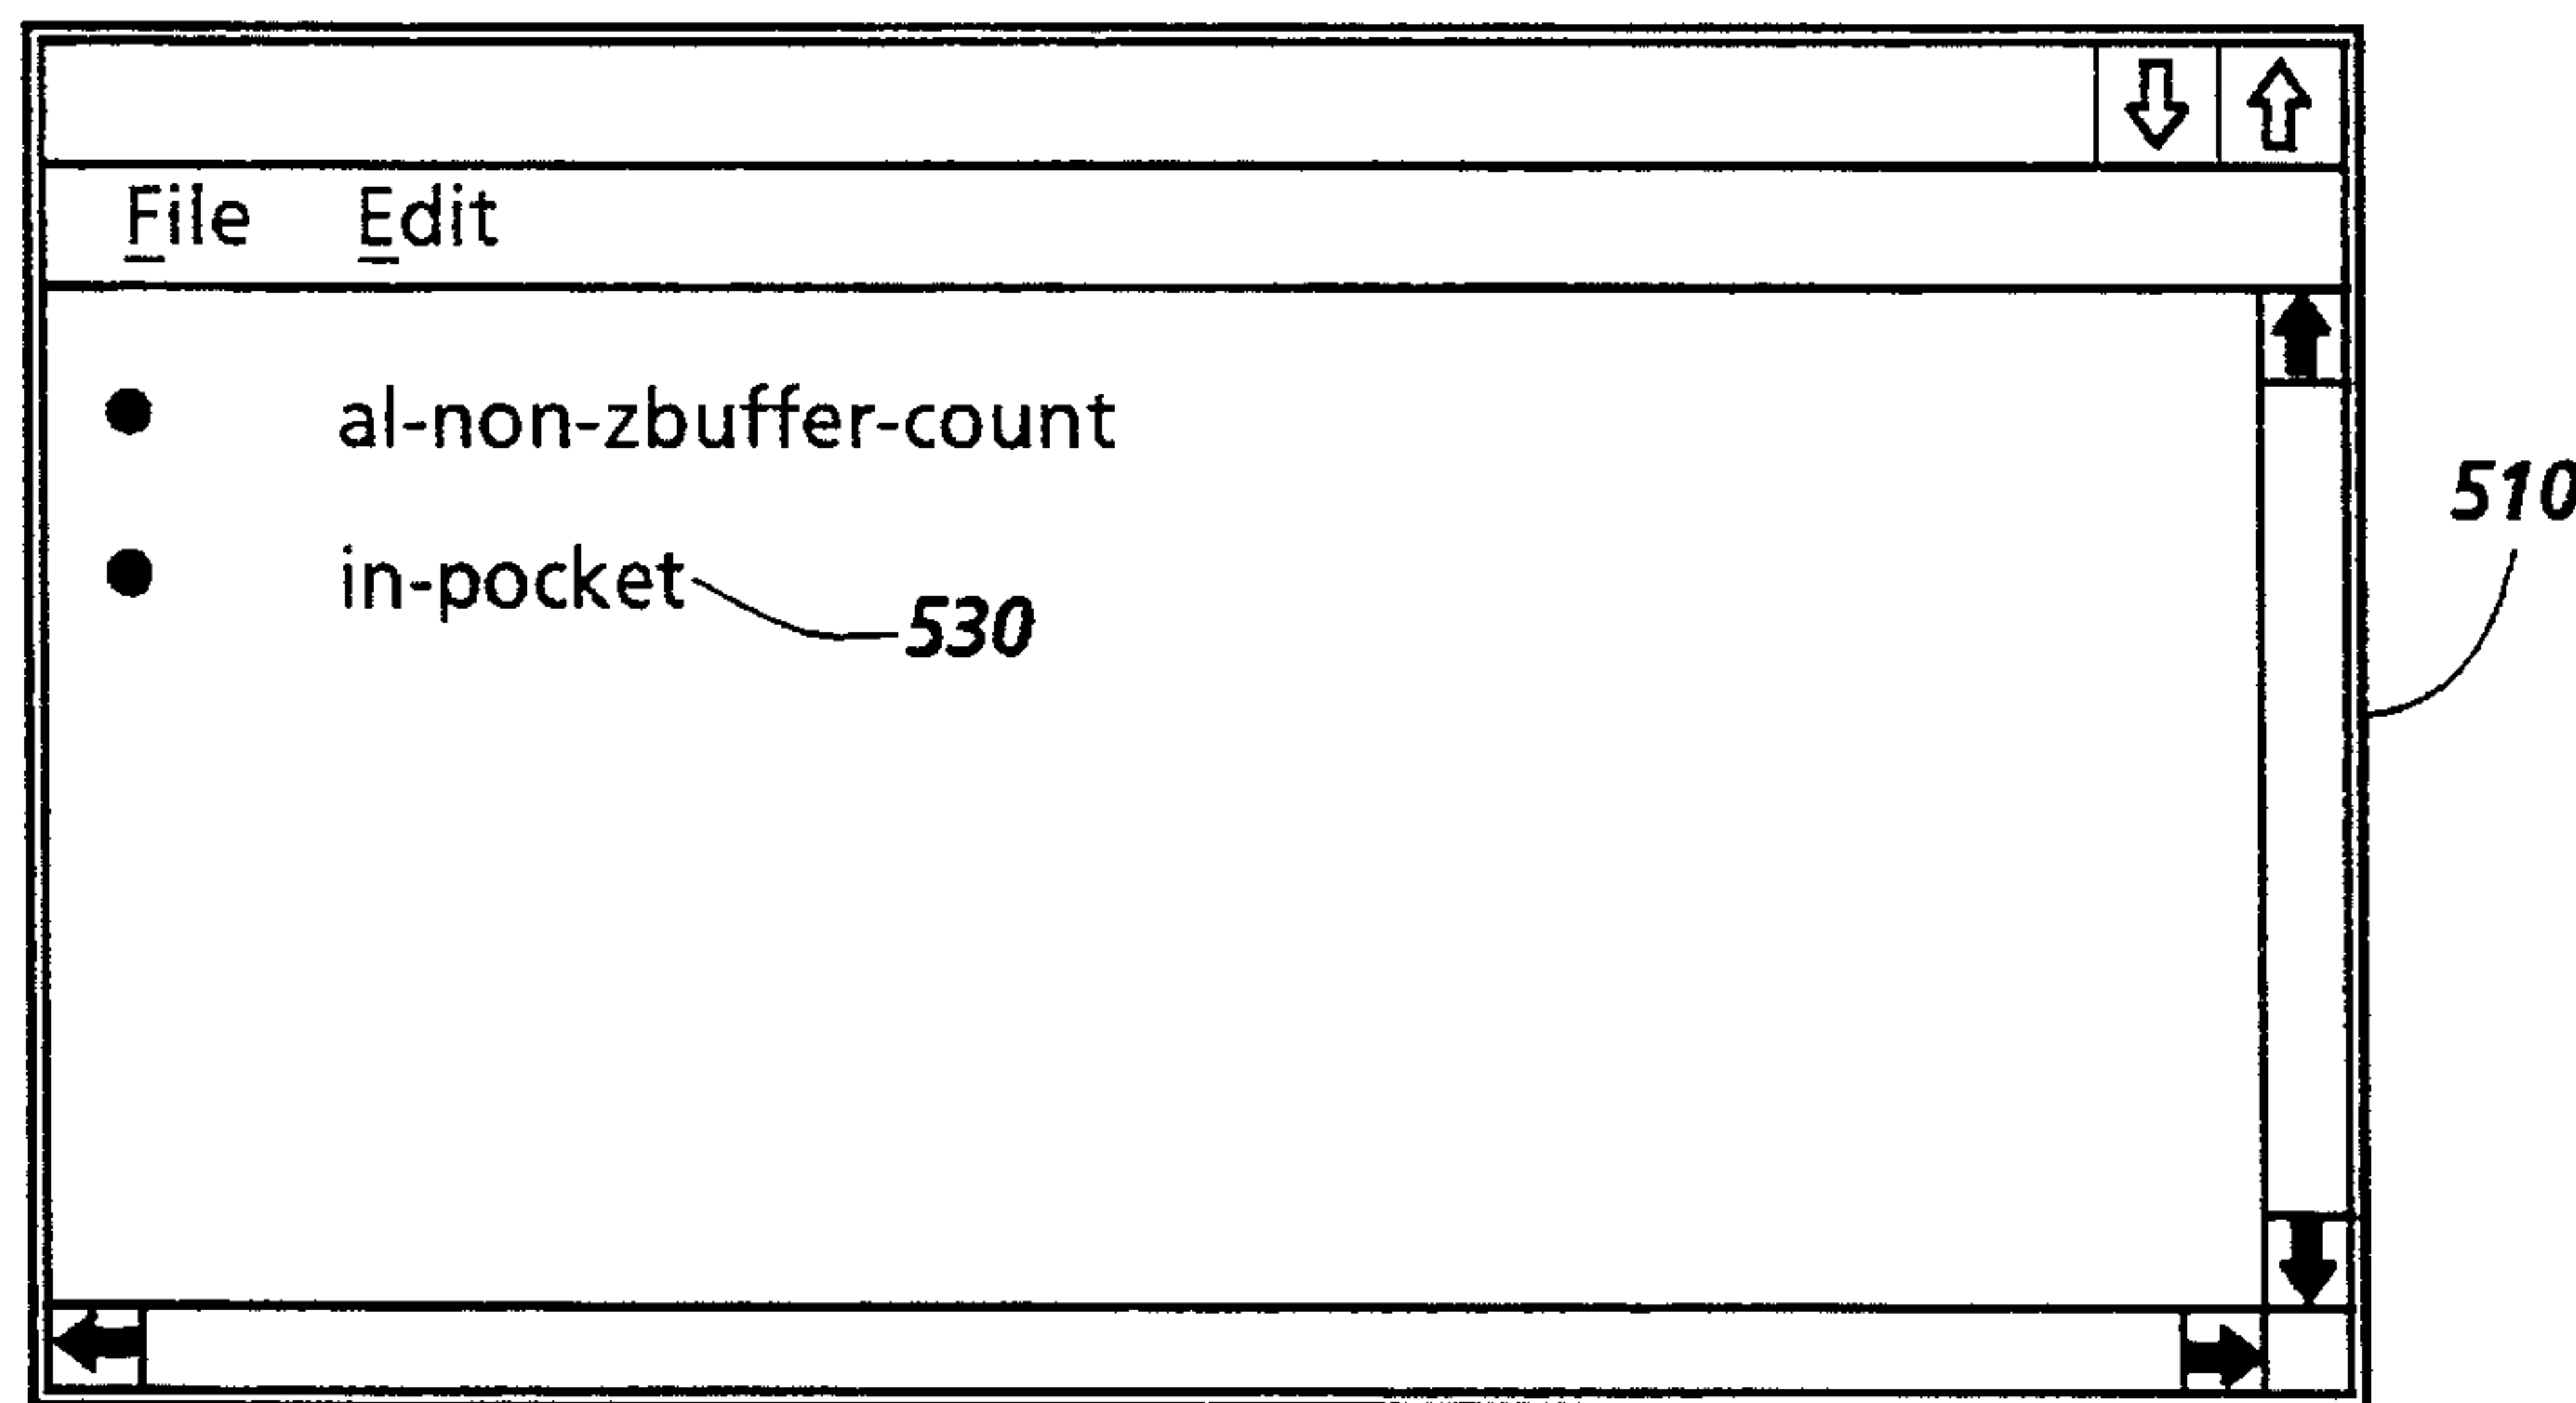 File Edit
● al-non-zbuffer-count
510
● in-pocket
530